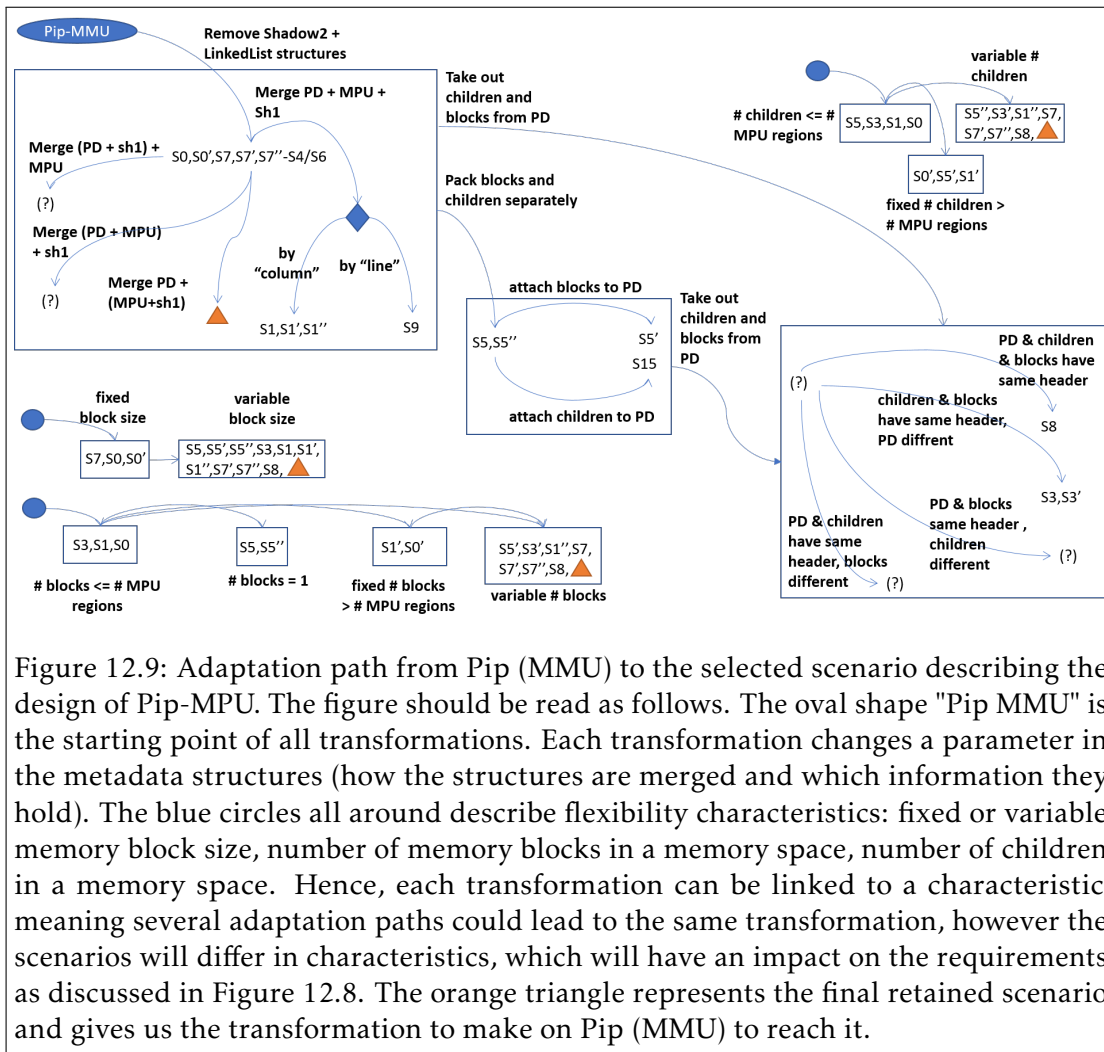 Pip-MMU
Remove Shadow2 +
LinkedList structures
Merge PD + MPU +
Sh1
Merge (PD + sh1) +
MPU
S0,S0',S7,S7',S7''-S4/S6
(?)
Merge (PD + MPU)
+ sh1
(?)
Merge PD +
(MPU+sh1)
by
“column”
by “line”
S1,S1',S1''
S9
Take out
children and
blocks from PD
Pack blocks and
children separately
attach blocks to PD
S5,S5''
S5'
S15
attach children to PD
Take out
children and
blocks from
PD
variable #
children
# children <= #
MPU regions
S5,S3,S1,S0
S5'',S3',S1'',S7,
S7',S7'',S8,
S0',S5',S1'
fixed # children >
# MPU regions
PD & children
& blocks have
same header
(?)
children & blocks
have same header,
PD diffrent
S8
S3,S3'
PD & blocks
same header ,
children
different
PD & children
have same
header, blocks
different
(?)
(?)
fixed
block size
variable
block size
S7,S0,S0'
S5,S5',S5'',S3,S1,S1',
S1'',S7',S7'',S8,
S3,S1,S0
S5,S5''
S1',S0'
S5',S3',S1'',S7,
S7',S7'',S8,
# blocks <= # MPU
regions
# blocks = 1
fixed # blocks
> # MPU regions
variable # blocks
Figure 12.9: Adaptation path from Pip (MMU) to the selected scenario describing the
design of Pip-MPU. The figure should be read as follows. The oval shape "Pip MMU" is
the starting point of all transformations. Each transformation changes a parameter in
the metadata structures (how the structures are merged and which information they
hold). The blue circles all around describe flexibility characteristics: fixed or variable
memory block size, number of memory blocks in a memory space, number of children
in a memory space. Hence, each transformation can be linked to a characteristic
meaning several adaptation paths could lead to the same transformation, however the
scenarios will differ in characteristics, which will have an impact on the requirements
as discussed in Figure 12.8. The orange triangle represents the final retained scenario
and gives us the transformation to make on Pip (MMU) to reach it.